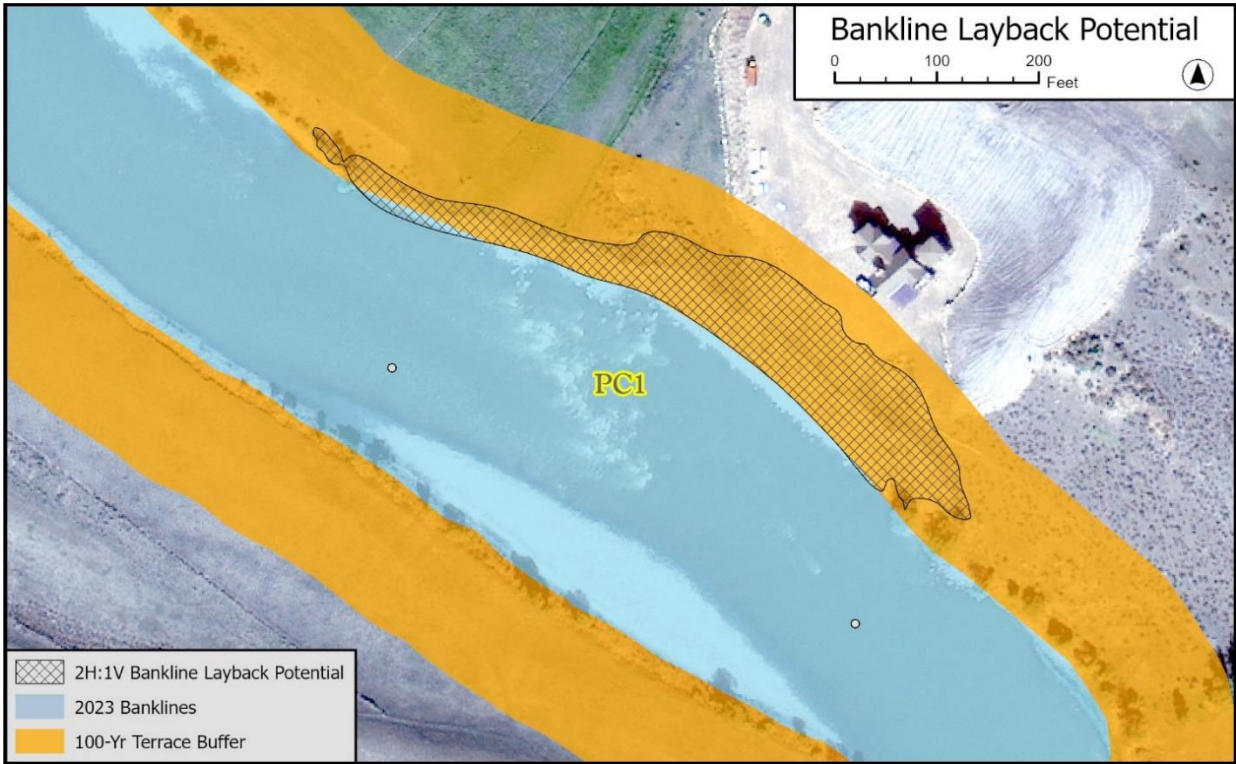 Bankline Layback Potential
0 100 200
Feet
PC1
2H:1V Bankline Layback Potential
2023 Banklines
100-Yr Terrace Buffer